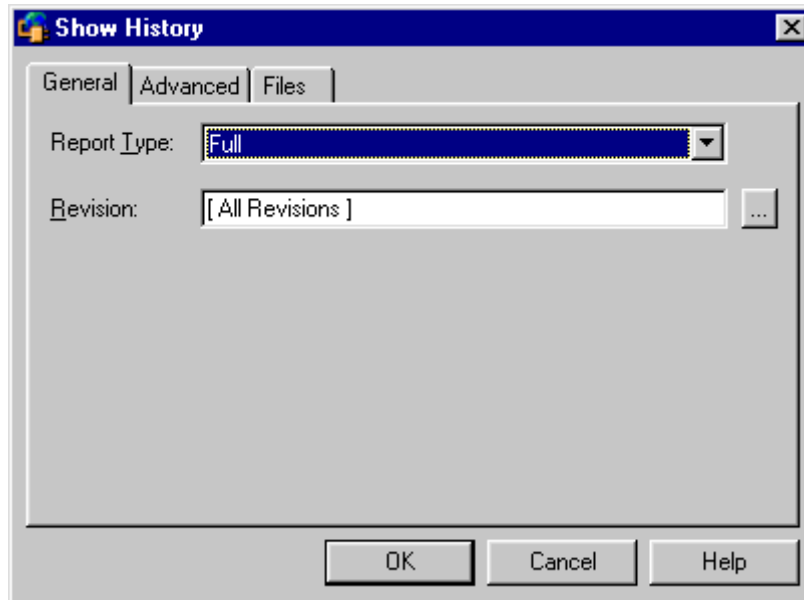 Show History
General Advanced Files
Report Type: Full
Revision: [ All Revisions ] ...
OK Cancel Help